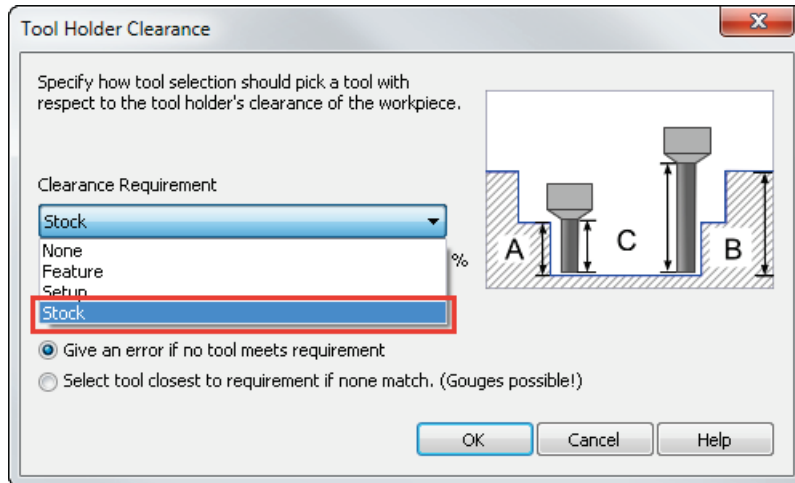 Tool Holder Clearance
X
Specify how tool selection should pick a tool with
respect to the tool holder's clearance of the workpiece.
Clearance Requirement
Stock
None
Feature
Setup
Stock
%
A
C
B
Give an error if no tool meets requirement
Select tool closest to requirement if none match. (Gouges possible!)
OK
Cancel
Help